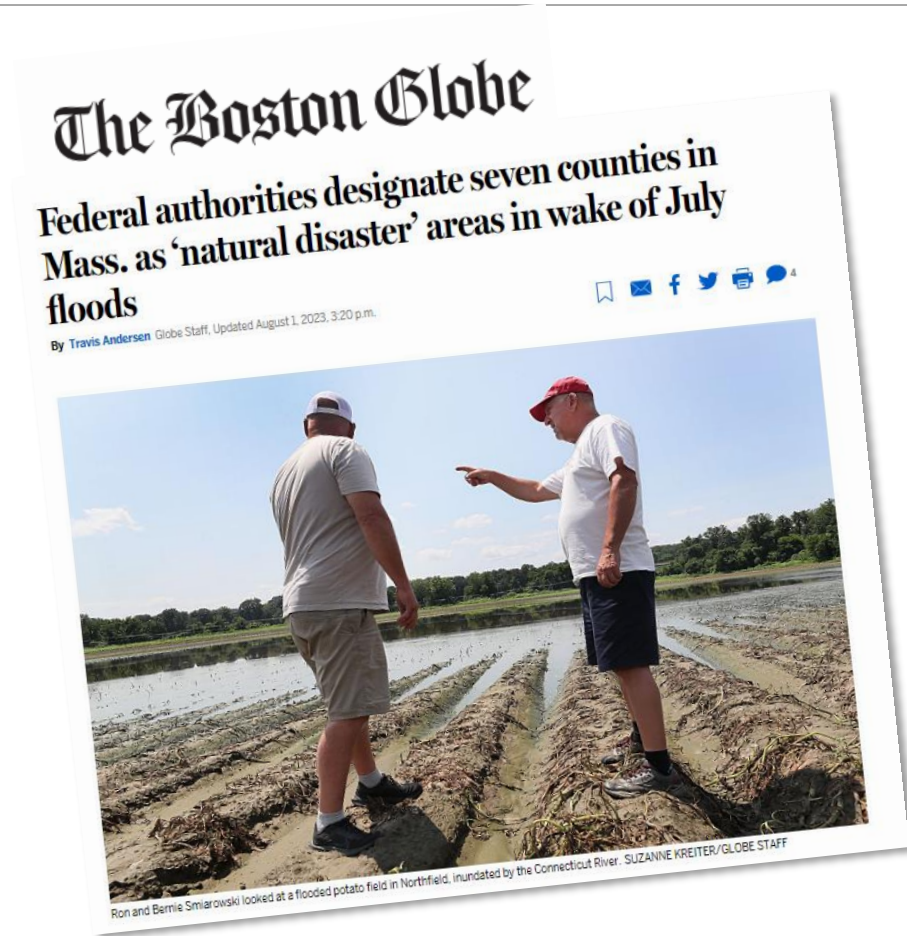 The Boston Globe
Federal authorities designate seven counties in
Mass. as ‘natural disaster’ areas in wake of July
floods
By Travis Andersen Globe Staff, Updated August 1, 2023, 3:20 p.m.
4
Ron and Bernie Smiarowski looked at a flooded potato field in Northfield, inundated by the Connecticut River. SUZANNE KREITER/GLOBE STAFF